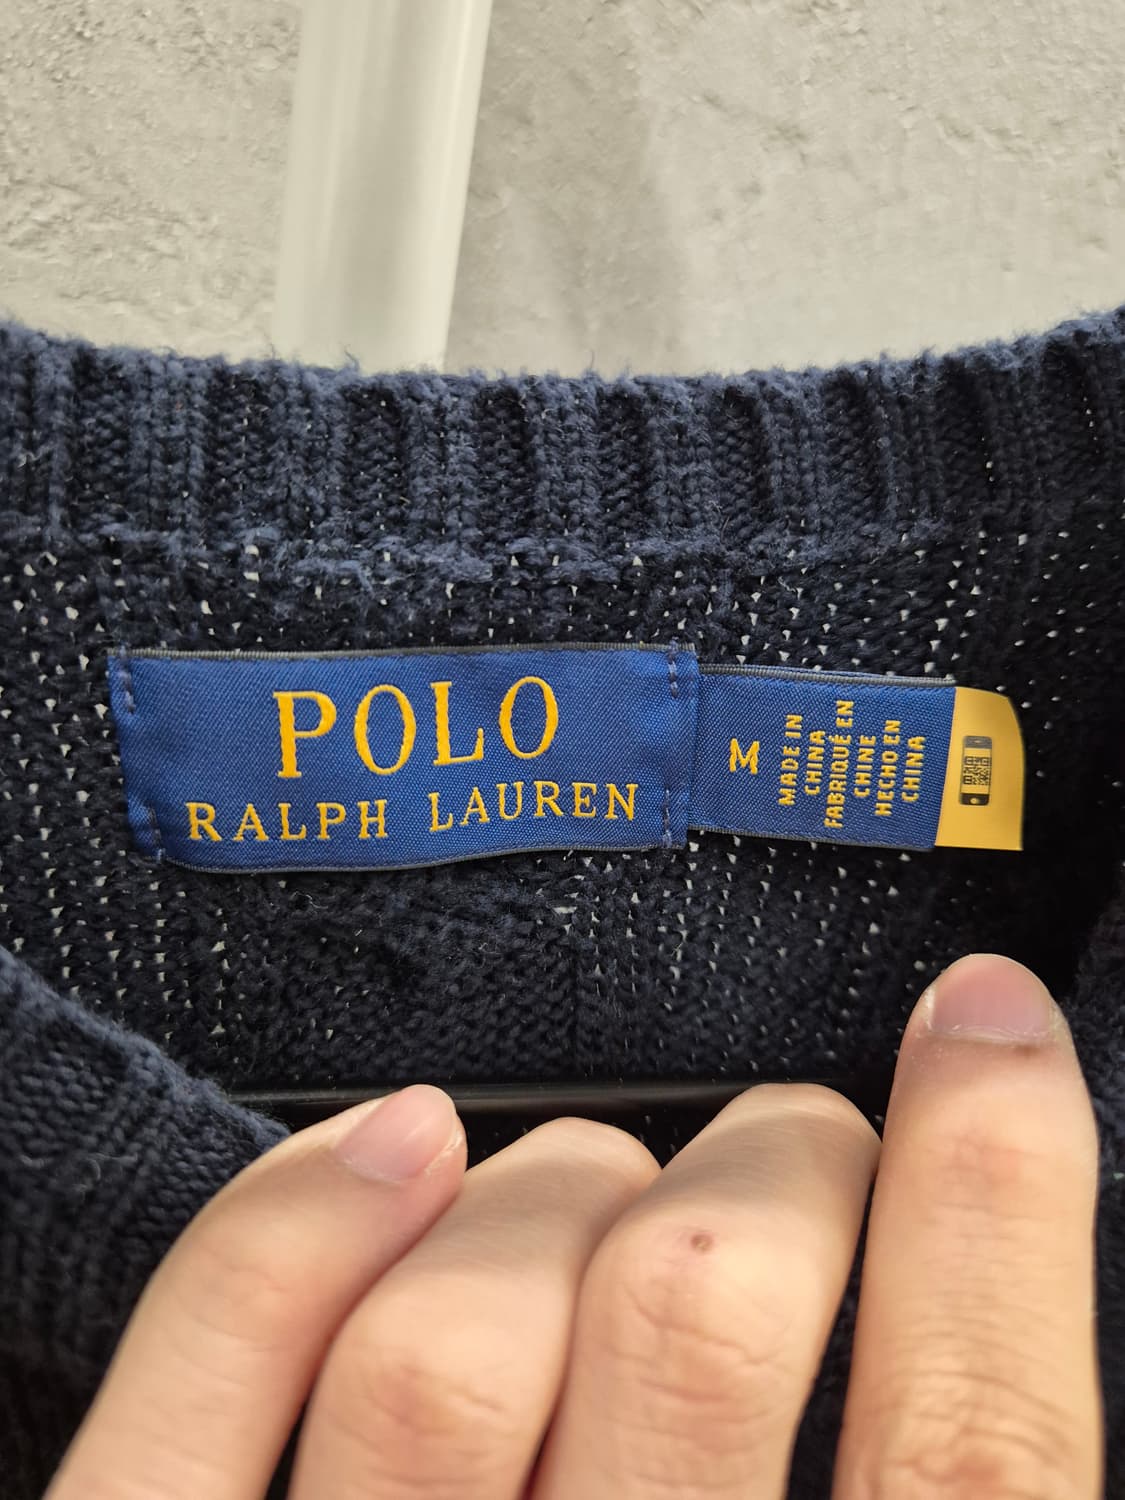 POLO
RALPH LAUREN
M
MADE IN
CHINA
FABRIQUÉ EN
CHINE
HECHO EN
CHINA